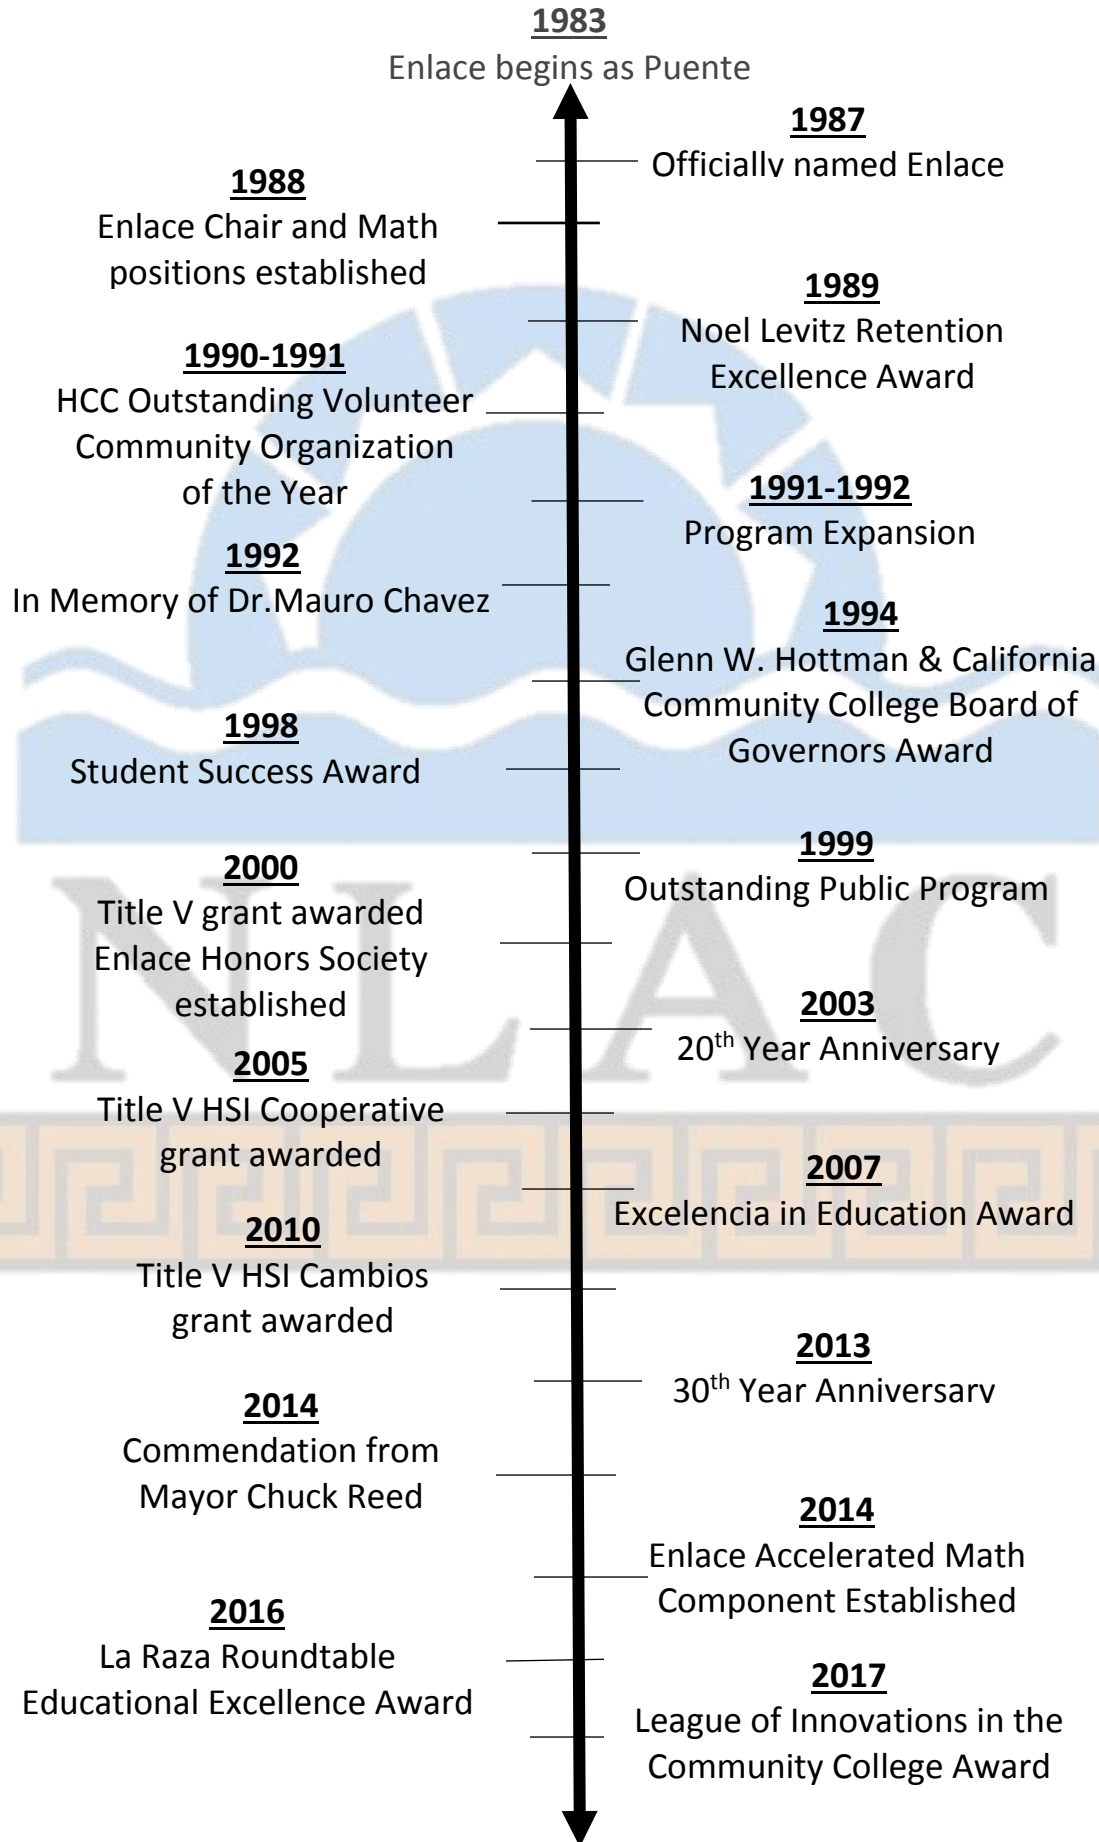 1983
Enlace begins as Puente
1987
Officially named Enlace
1988
Enlace Chair and Math
positions established
1989
Noel Levitz Retention
Excellence Award
1990-1991
HCC Outstanding Volunteer
Community Organization
of the Year
1991-1992
Program Expansion
1992
In Memory of Dr.Mauro Chavez
1994
Glenn W. Hottman & California
Community College Board of
Governors Award
1998
Student Success Award
1999
Outstanding Public Program
2000
Title V grant awarded
Enlace Honors Society
established
2003
20th Year Anniversary
2005
Title V HSI Cooperative
grant awarded
2007
Excelencia in Education Award
2010
Title V HSI Cambios
grant awarded
2013
30th Year Anniversary
2014
Commendation from
Mayor Chuck Reed
2014
Enlace Accelerated Math
Component Established
2016
La Raza Roundtable
Educational Excellence Award
2017
League of Innovations in the
Community College Award
NLAC